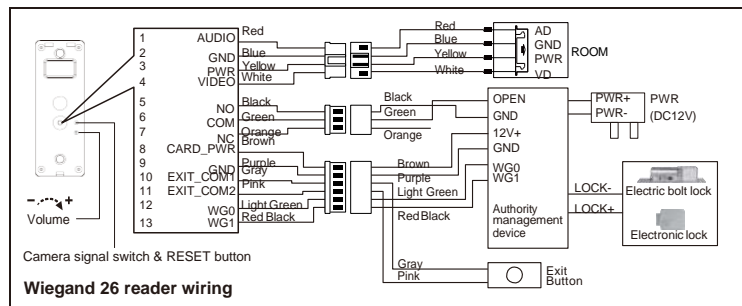 1 AUDIO Red
2 GND Blue
3 PWR Yellow
4 VIDEO White
5 NO Black
6 COM Green
7 NC Orange
8 CARD_PWR Brown
9 GND Purple
10 EXIT_COM1 Gray
11 EXIT_COM2 Pink
12 WG0 Light Green
13 WG1 Red Black
Red AD
Blue GND
Yellow PWR
White VD
ROOM
Black
Green
Orange
Brown
Purple
Light Green
Red Black
OPEN
GND
12V+
GND
WG0
WG1
Authority
management
device
PWR+
PWR-
PWR
(DC12V)
LOCK-
LOCK+
Electric bolt lock
Electronic lock
Gray
Pink
Exit
Button
- +
Volume
Camera signal switch & RESET button
Wiegand 26 reader wiring